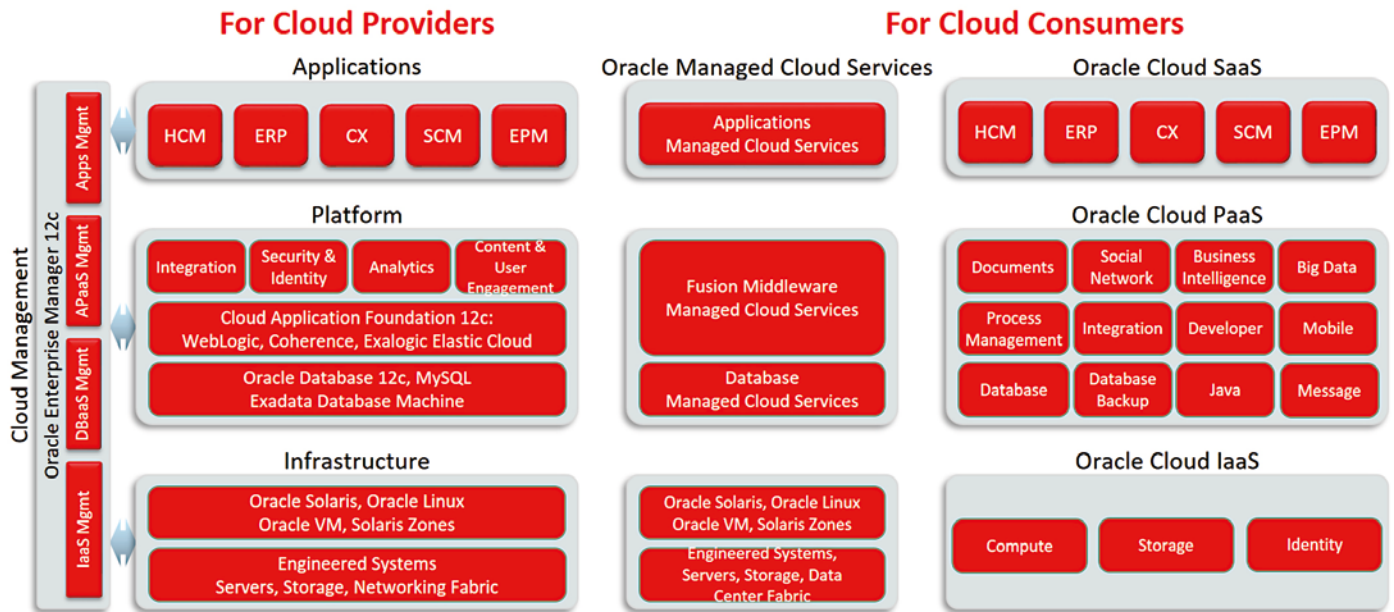 For Cloud Providers
For Cloud Consumers
Cloud Management
Oracle Enterprise Manager 12c
Apps Mgmt
APaaS Mgmt
DBaaS Mgmt
IaaS Mgmt
Applications
HCM
ERP
CX
SCM
EPM
Platform
Integration
Security &
Identity
Analytics
Content &
User
Engagement
Cloud Application Foundation 12c:
WebLogic, Coherence, Exalogic Elastic Cloud
Oracle Database 12c, MySQL
Exadata Database Machine
Infrastructure
Oracle Solaris, Oracle Linux
Oracle VM, Solaris Zones
Engineered Systems
Servers, Storage, Networking Fabric
Oracle Managed Cloud Services
Applications
Managed Cloud Services
Fusion Middleware
Managed Cloud Services
Database
Managed Cloud Services
Oracle Solaris, Oracle Linux
Oracle VM, Solaris Zones
Engineered Systems,
Servers, Storage, Data
Center Fabric
Oracle Cloud SaaS
HCM
ERP
CX
SCM
EPM
Oracle Cloud PaaS
Documents
Social
Network
Business
Intelligence
Big Data
Process
Management
Integration
Developer
Mobile
Database
Database
Backup
Java
Message
Oracle Cloud IaaS
Compute
Storage
Identity